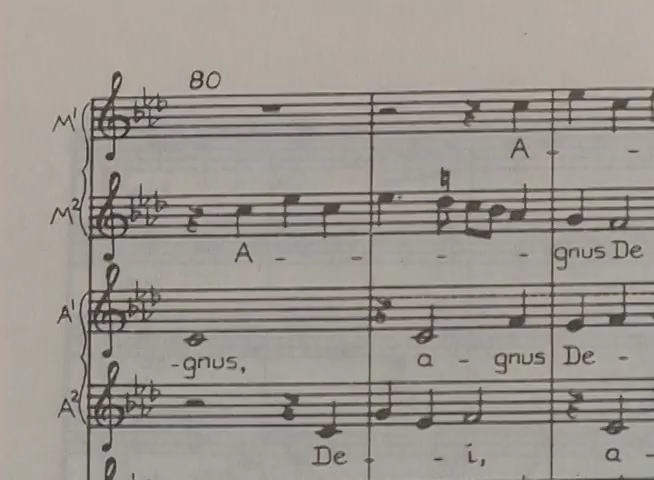 80
M¹
A - -
M²
A - - - - gnus De
A¹
-gnus, a - gnus De -
A²
De - - i, a -